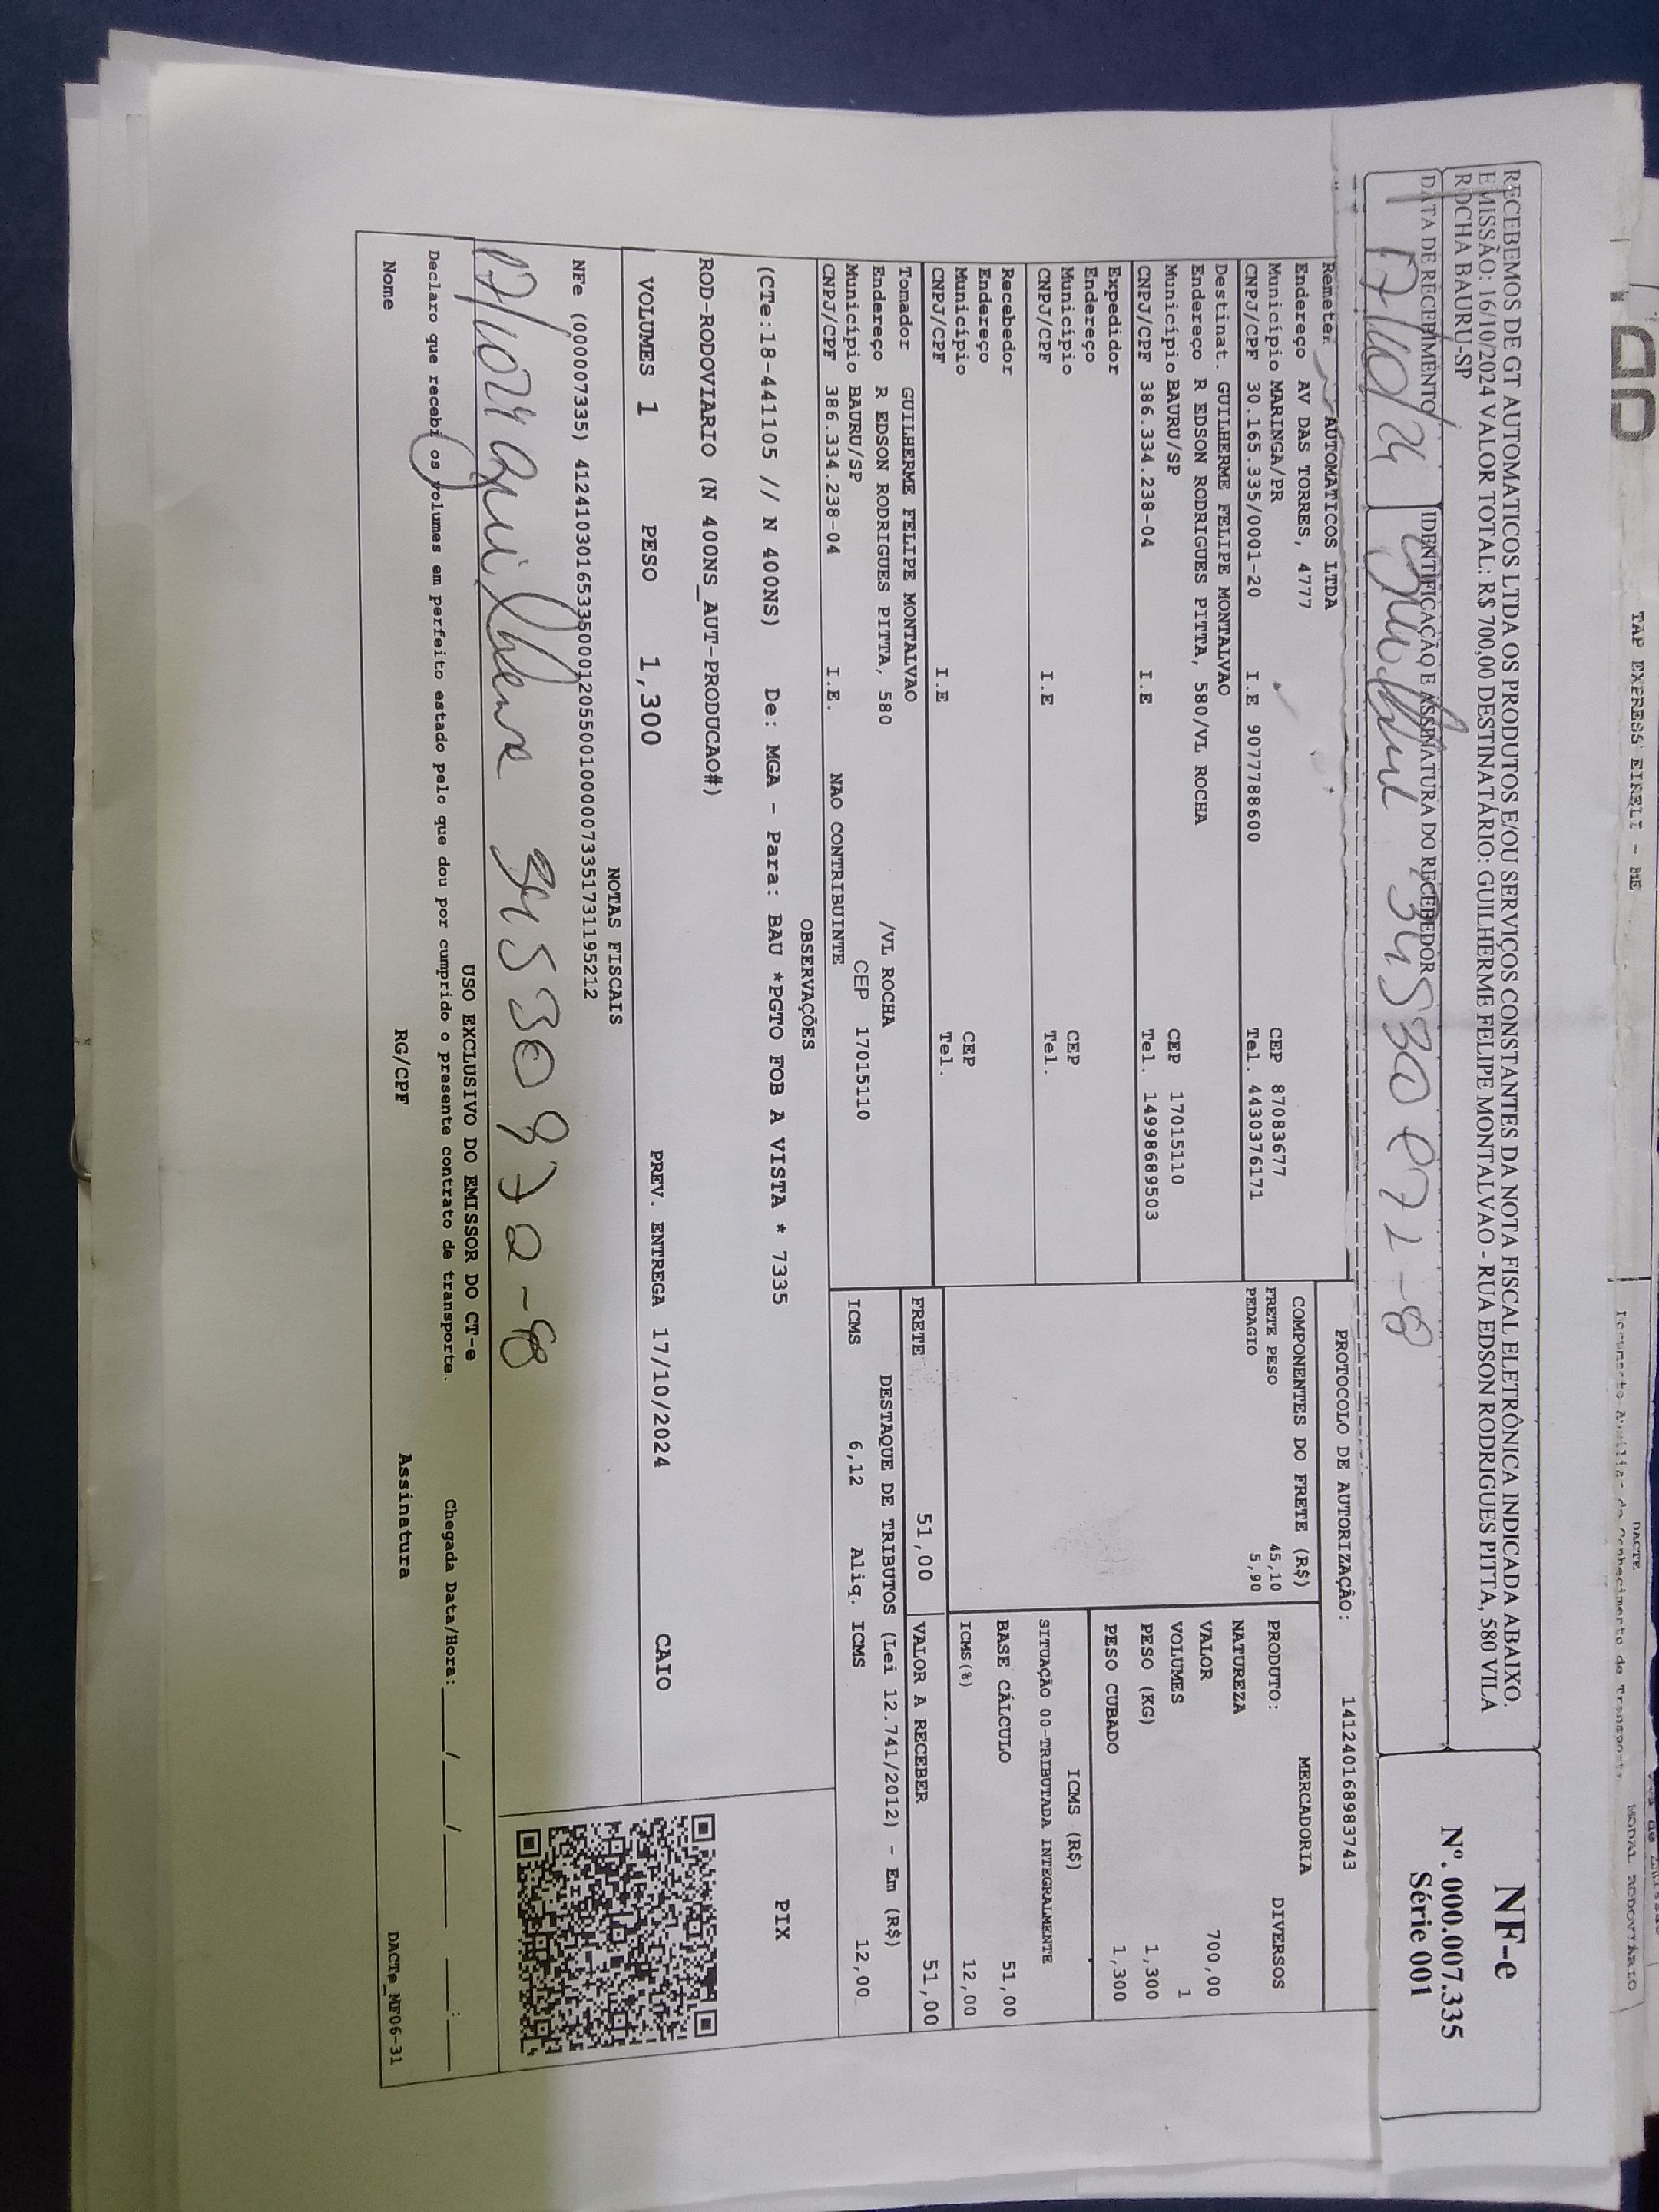 TAP EXPRESS EIRELI - ME
DACTE
MODAL RODOVIÁRIO
RECEBEMOS DE GT AUTOMATICOS LTDA OS PRODUTOS E/OU SERVIÇOS CONSTANTES DA NOTA FISCAL ELETRÔNICA INDICADA ABAIXO.
EMISSÃO: 16/10/2024 VALOR TOTAL: R$ 700,00 DESTINATÁRIO: GUILHERME FELIPE MONTALVAO - RUA EDSON RODRIGUES PITTA, 580 VILA
ROCHA BAURU-SP
NF-e
Nº. 000.007.335
Série 001
DATA DE RECEBIMENTO
IDENTIFICAÇÃO E ASSINATURA DO RECEBEDOR
17/10/24 Guilherme 345 30 872-8
PROTOCOLO DE AUTORIZAÇÃO: 141240168983743
AUTOMATICOS LTDA
Endereço AV DAS TORRES, 4777
Município MARINGA/PR CEP 87083677
CNPJ/CPF 30.165.335/0001-20 I.E 9077788600 Tel. 4430376171
Destinat. GUILHERME FELIPE MONTALVAO
Endereço R EDSON RODRIGUES PITTA, 580/VL ROCHA
Município BAURU/SP CEP 17015110
CNPJ/CPF 386.334.238-04 I.E Tel. 14998689503
Expedidor
Endereço
Município CEP
CNPJ/CPF I.E Tel.
Recebedor
Endereço
Município CEP
CNPJ/CPF I.E Tel.
Tomador GUILHERME FELIPE MONTALVAO
Endereço R EDSON RODRIGUES PITTA, 580 /VL ROCHA
Município BAURU/SP CEP 17015110
CNPJ/CPF 386.334.238-04 I.E. NAO CONTRIBUINTE
COMPONENTES DO FRETE (R$)
FRETE PESO 45,10
PEDAGIO 5,90
MERCADORIA
PRODUTO: DIVERSOS
NATUREZA
VALOR 700,00
VOLUMES 1
PESO (KG) 1,300
PESO CUBADO 1,300
ICMS (R$)
SITUAÇÃO 00-TRIBUTADA INTEGRALMENTE
BASE CÁLCULO 51,00
ICMS(%) 12,00
FRETE 51,00 VALOR A RECEBER 51,00
DESTAQUE DE TRIBUTOS (Lei 12.741/2012) - Em (R$)
ICMS 6,12 Aliq. ICMS 12,00
OBSERVAÇÕES
(CTe:18-441105 // N 400NS) De: MGA - Para: BAU *PGTO FOB A VISTA * 7335
ROD-RODOVIARIO (N 400NS_AUT-PRODUCAO#)
PIX
VOLUMES 1 PESO 1,300 PREV. ENTREGA 17/10/2024 CAIO
NOTAS FISCAIS
NFe (000007335) 41241030165335000120550010000073351731195212
17/10/24 Guilherme 345 30 872-8
USO EXCLUSIVO DO EMISSOR DO CT-e
Declaro que recebi os volumes em perfeito estado pelo que dou por cumprido o presente contrato de transporte. Chegada Data/Hora: ____/____/______ ___:___
Nome RG/CPF Assinatura DACTe_MF06-31